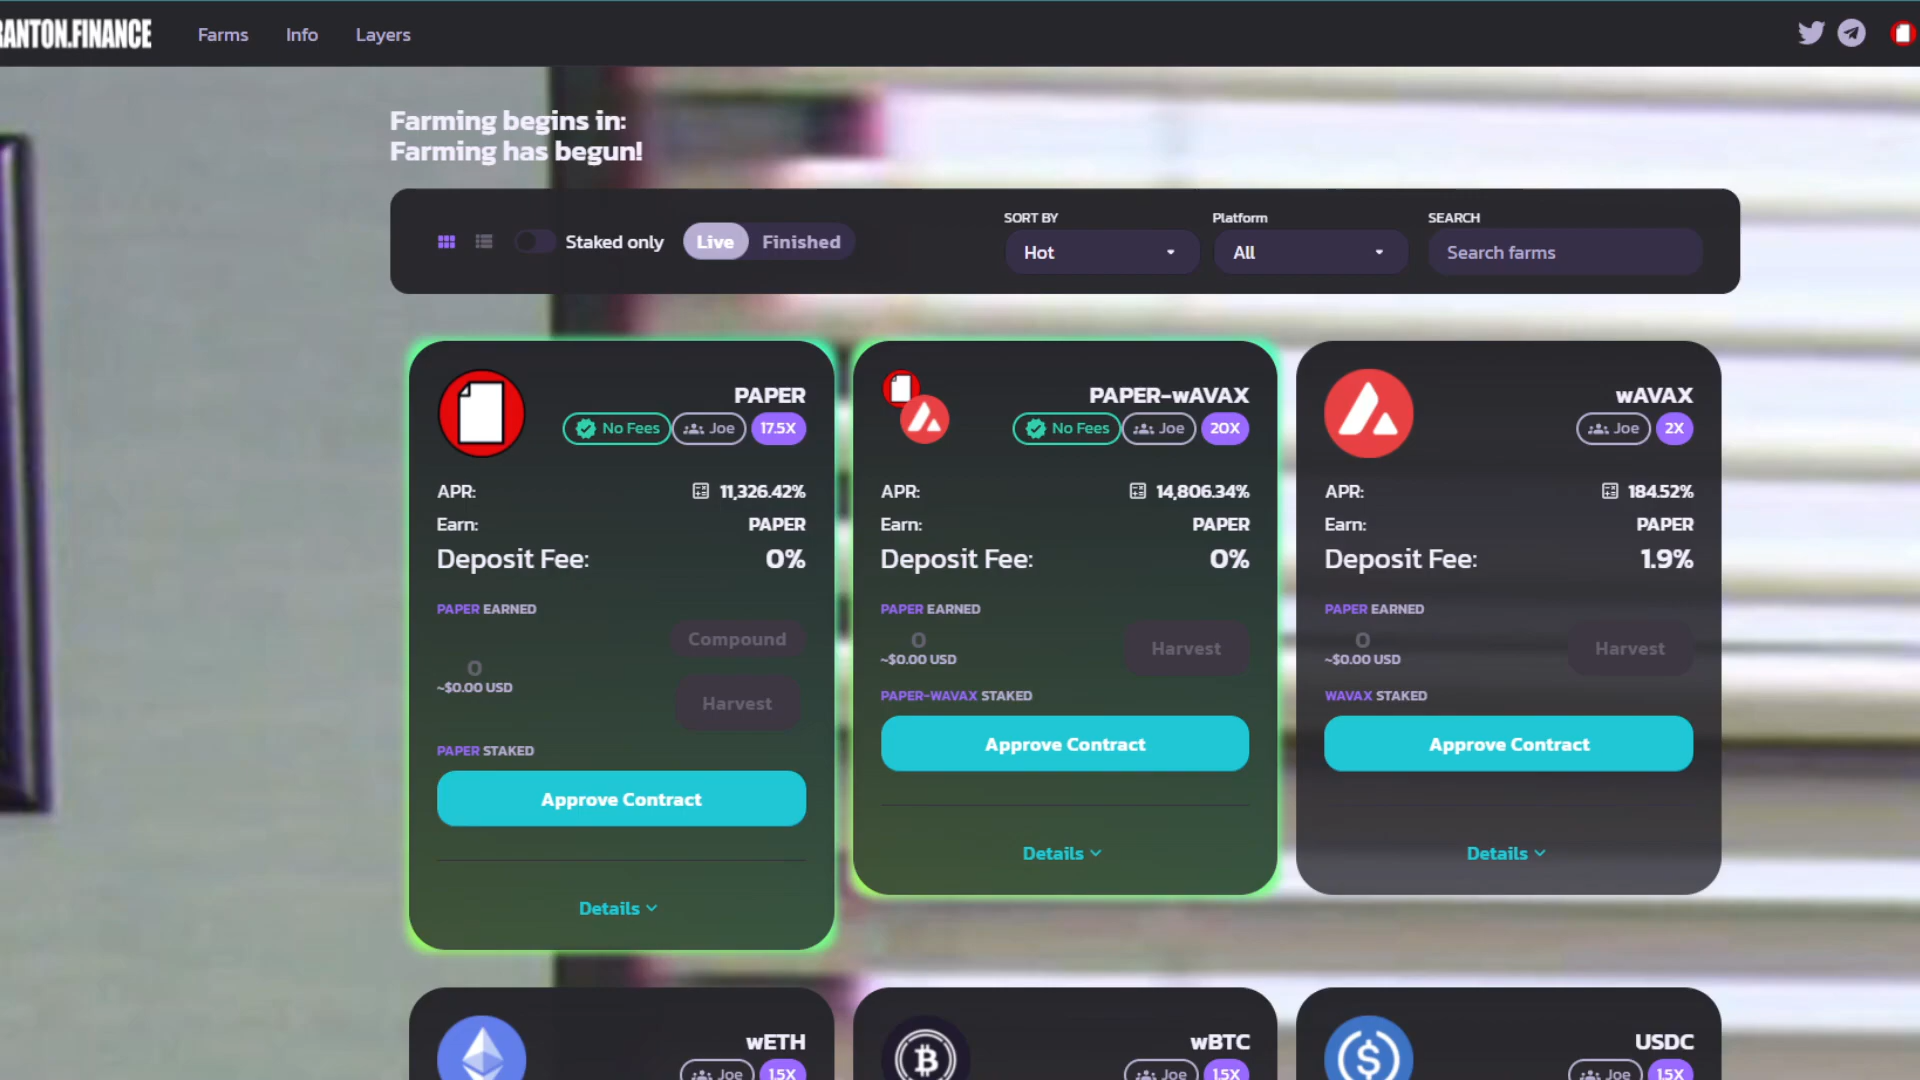 RANTON.FINANCE
Farms
Info
Layers
Farming begins in:
Farming has begun!
Staked only
Live
Finished
SORT BY
Hot
Platform
All
SEARCH
Search farms
PAPER
No Fees
Joe
17.5X
APR:
11,326.42%
Earn:
PAPER
Deposit Fee:
0%
PAPER EARNED
Compound
0
~$0.00 USD
Harvest
PAPER STAKED
Approve Contract
Details
PAPER-wAVAX
No Fees
Joe
20X
APR:
14,806.34%
Earn:
PAPER
Deposit Fee:
0%
PAPER EARNED
0
~$0.00 USD
Harvest
PAPER-WAVAX STAKED
Approve Contract
Details
wAVAX
Joe
2X
APR:
184.52%
Earn:
PAPER
Deposit Fee:
1.9%
PAPER EARNED
0
~$0.00 USD
Harvest
WAVAX STAKED
Approve Contract
Details
wETH
Joe
1.5X
wBTC
Joe
1.5X
USDC
Joe
1.5X